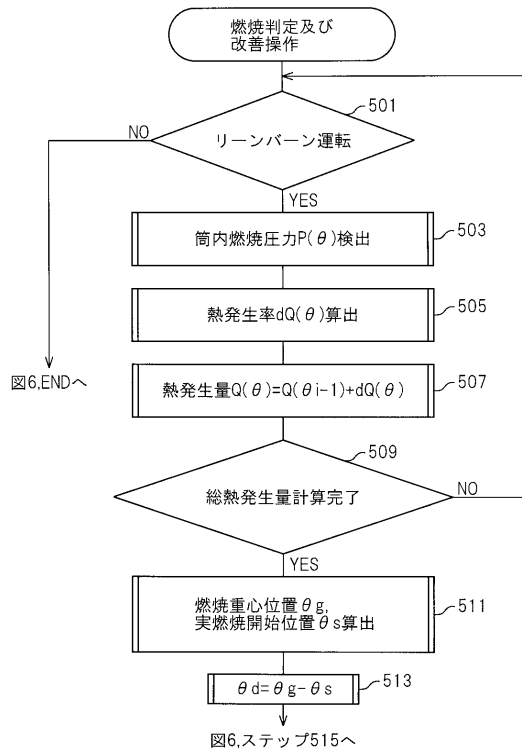 燃焼判定及び
改善操作
501
リーンバーン運転
NO
YES
筒内燃焼圧力P(θ)検出
503
熱発生率dQ(θ)算出
505
熱発生量Q(θ)=Q(θi-1)+dQ(θ)
507
図6,ENDへ
509
総熱発生量計算完了
NO
YES
燃焼重心位置θg,
実燃焼開始位置θs算出
511
θd=θg-θs
513
図6,ステップ515へ